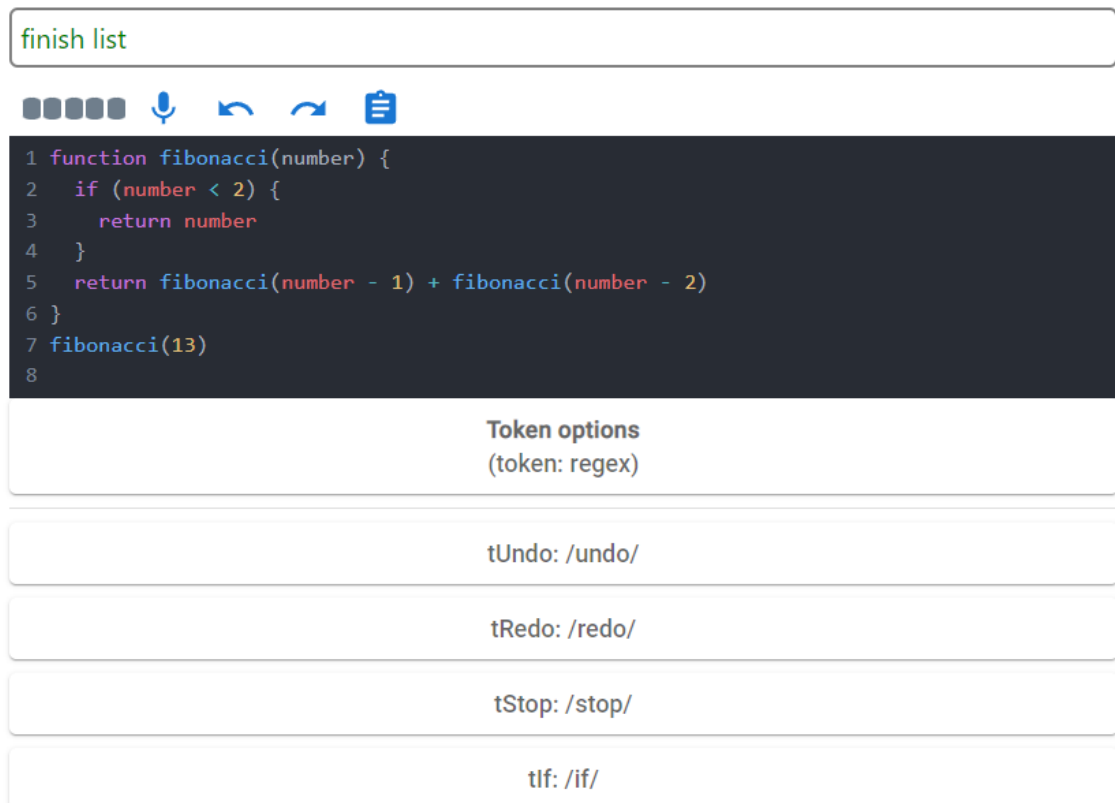 finish list
1 function fibonacci(number) {
2   if (number < 2) {
3     return number
4   }
5   return fibonacci(number - 1) + fibonacci(number - 2)
6 }
7 fibonacci(13)
8
Token options
(token: regex)
tUndo: /undo/
tRedo: /redo/
tStop: /stop/
tIf: /if/